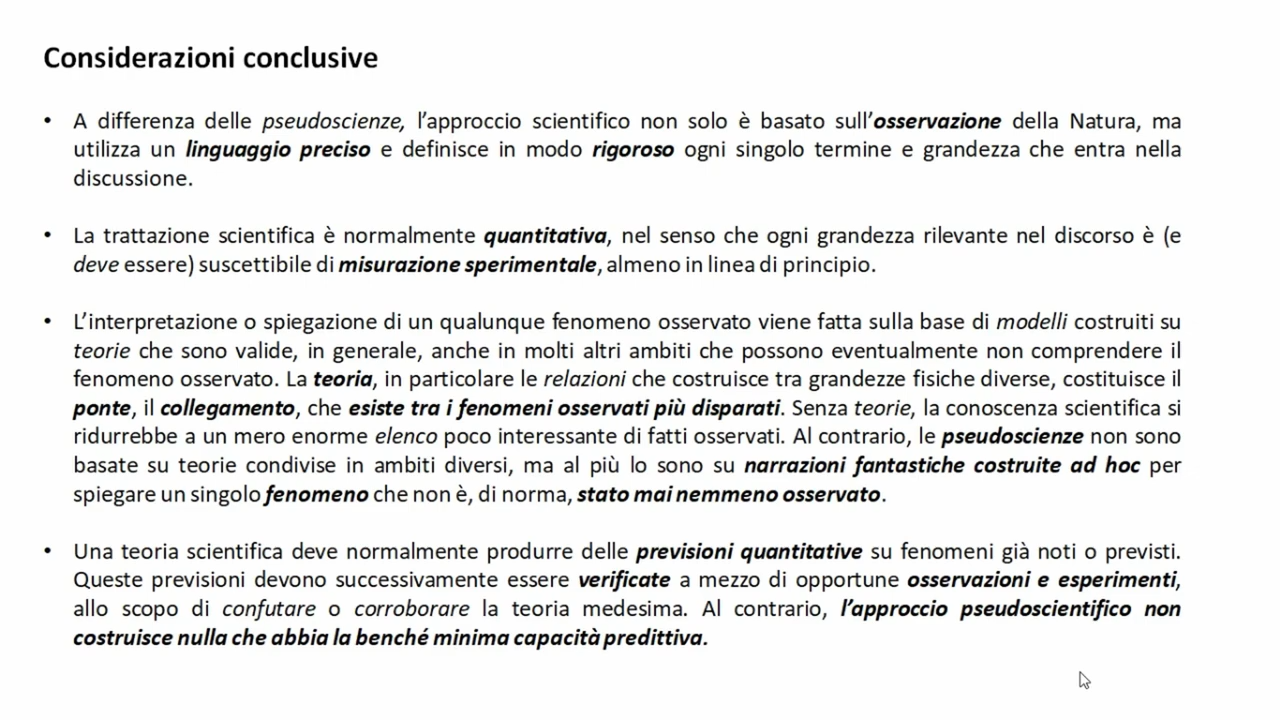 Considerazioni conclusive
• A differenza delle pseudoscienze, l’approccio scientifico non solo è basato sull’osservazione della Natura, ma
utilizza un linguaggio preciso e definisce in modo rigoroso ogni singolo termine e grandezza che entra nella
discussione.
• La trattazione scientifica è normalmente quantitativa, nel senso che ogni grandezza rilevante nel discorso è (e
deve essere) suscettibile di misurazione sperimentale, almeno in linea di principio.
• L’interpretazione o spiegazione di un qualunque fenomeno osservato viene fatta sulla base di modelli costruiti su
teorie che sono valide, in generale, anche in molti altri ambiti che possono eventualmente non comprendere il
fenomeno osservato. La teoria, in particolare le relazioni che costruisce tra grandezze fisiche diverse, costituisce il
ponte, il collegamento, che esiste tra i fenomeni osservati più disparati. Senza teorie, la conoscenza scientifica si
ridurrebbe a un mero enorme elenco poco interessante di fatti osservati. Al contrario, le pseudoscienze non sono
basate su teorie condivise in ambiti diversi, ma al più lo sono su narrazioni fantastiche costruite ad hoc per
spiegare un singolo fenomeno che non è, di norma, stato mai nemmeno osservato.
• Una teoria scientifica deve normalmente produrre delle previsioni quantitative su fenomeni già noti o previsti.
Queste previsioni devono successivamente essere verificate a mezzo di opportune osservazioni e esperimenti,
allo scopo di confutare o corroborare la teoria medesima. Al contrario, l’approccio pseudoscientifico non
costruisce nulla che abbia la benché minima capacità predittiva.